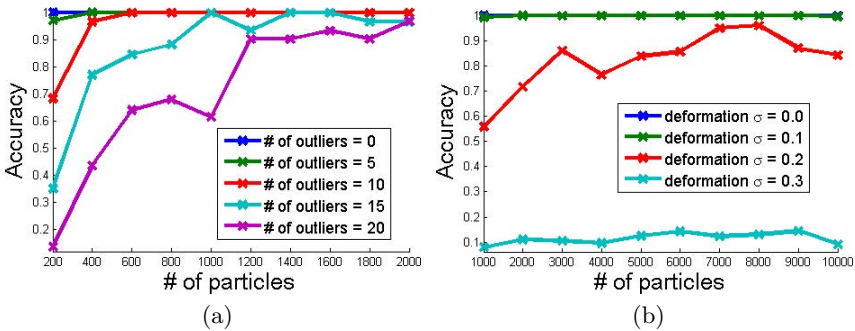 1
0.9
0.8
0.7
0.6
0.5
0.4
0.3
0.2
Accuracy
# of outliers = 0
# of outliers = 5
# of outliers = 10
# of outliers = 15
# of outliers = 20
200 400 600 800 1000 1200 1400 1600 1800 2000
# of particles
(a)
1
0.9
0.8
0.7
0.6
0.5
0.4
0.3
0.2
0.1
Accuracy
deformation σ = 0.0
deformation σ = 0.1
deformation σ = 0.2
deformation σ = 0.3
1000 2000 3000 4000 5000 6000 7000 8000 9000 10000
# of particles
(b)